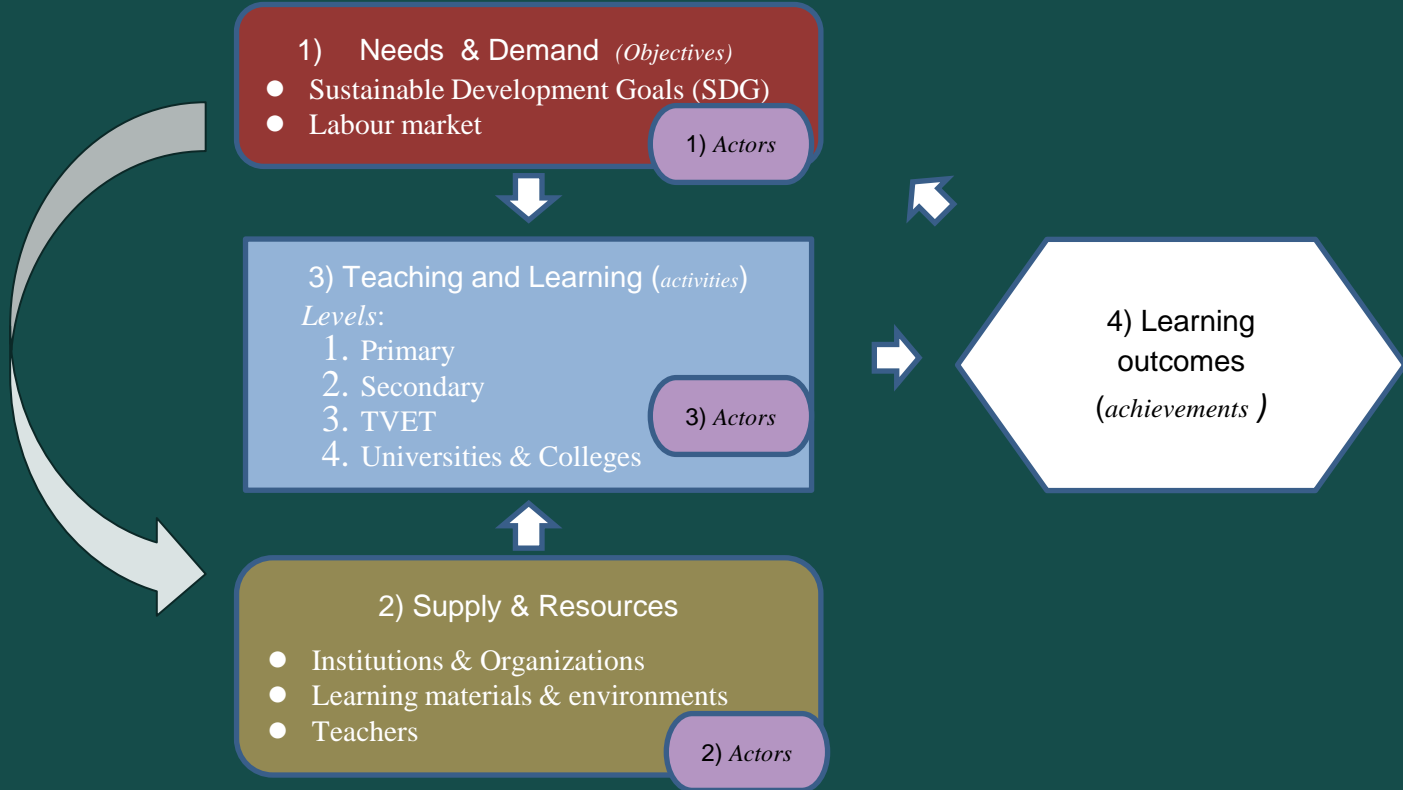 1) Needs & Demand (Objectives)
● Sustainable Development Goals (SDG)
● Labour market
1) Actors
3) Teaching and Learning (activities)
Levels:
1. Primary
2. Secondary
3. TVET
4. Universities & Colleges
3) Actors
4) Learning
outcomes
(achievements )
2) Supply & Resources
● Institutions & Organizations
● Learning materials & environments
● Teachers
2) Actors